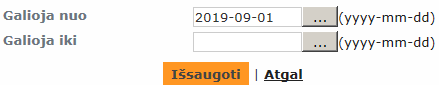 Galioja nuo 2019-09-01 ... (yyyy-mm-dd)
Galioja iki ... (yyyy-mm-dd)
Išsaugoti | Atgal